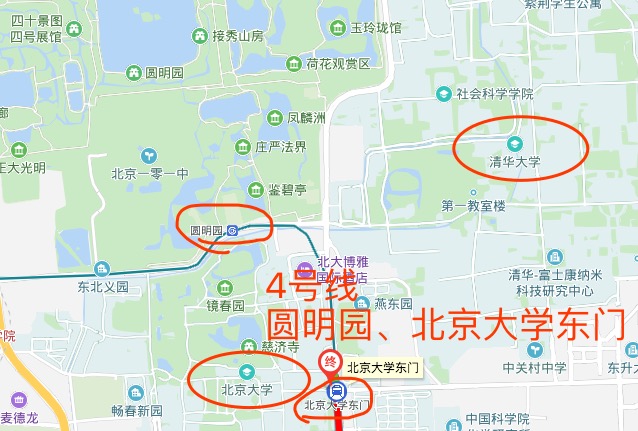 紫荆学生公寓
四十景图
四号展馆
接秀山房
玉玲珑馆
圆明园
荷花观赏区
社会科学学院
廊
凤麟洲
正大光明
北京一零一中
庄严法界
清华大学
鉴碧亭
第一教室楼
圆明园
北大博雅
国际酒店
东北义园
清华-富士康纳米
科技研究中心
4号线
镜春园
燕东园
圆明园、北京大学东门
学院
慈济寺
终
北京大学东门
中关村中学
东升大
北京大学
北京大学东门
麦德龙
畅春新园
中国科学院